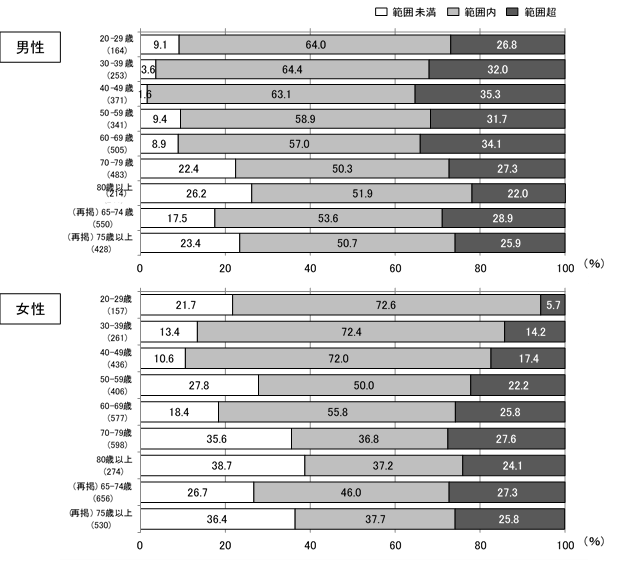 範囲未満 範囲内 範囲超
男性
20-29歳
(164)
9.1 64.0 26.8
30-39歳
(253)
3.6 64.4 32.0
40-49歳
(371)
1.6 63.1 35.3
50-59歳
(341)
9.4 58.9 31.7
60-69歳
(505)
8.9 57.0 34.1
70-79歳
(483)
22.4 50.3 27.3
80歳以上
(214)
26.2 51.9 22.0
(再掲)65-74歳
(550)
17.5 53.6 28.9
(再掲)75歳以上
(428)
23.4 50.7 25.9
0 20 40 60 80 100 (%)
女性
20-29歳
(157)
21.7 72.6 5.7
30-39歳
(261)
13.4 72.4 14.2
40-49歳
(436)
10.6 72.0 17.4
50-59歳
(406)
27.8 50.0 22.2
60-69歳
(577)
18.4 55.8 25.8
70-79歳
(598)
35.6 36.8 27.6
80歳以上
(274)
38.7 37.2 24.1
(再掲)65-74歳
(656)
26.7 46.0 27.3
(再掲)75歳以上
(530)
36.4 37.7 25.8
0 20 40 60 80 100 (%)